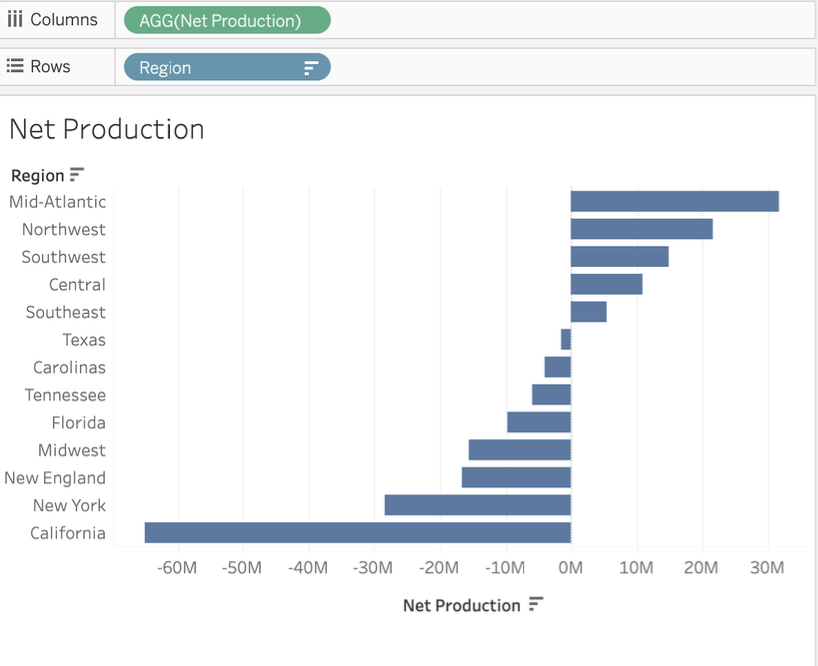 Columns AGG(Net Production)
Rows Region
Net Production
Region
Mid-Atlantic
Northwest
Southwest
Central
Southeast
Texas
Carolinas
Tennessee
Florida
Midwest
New England
New York
California
-60M -50M -40M -30M -20M -10M 0M 10M 20M 30M
Net Production